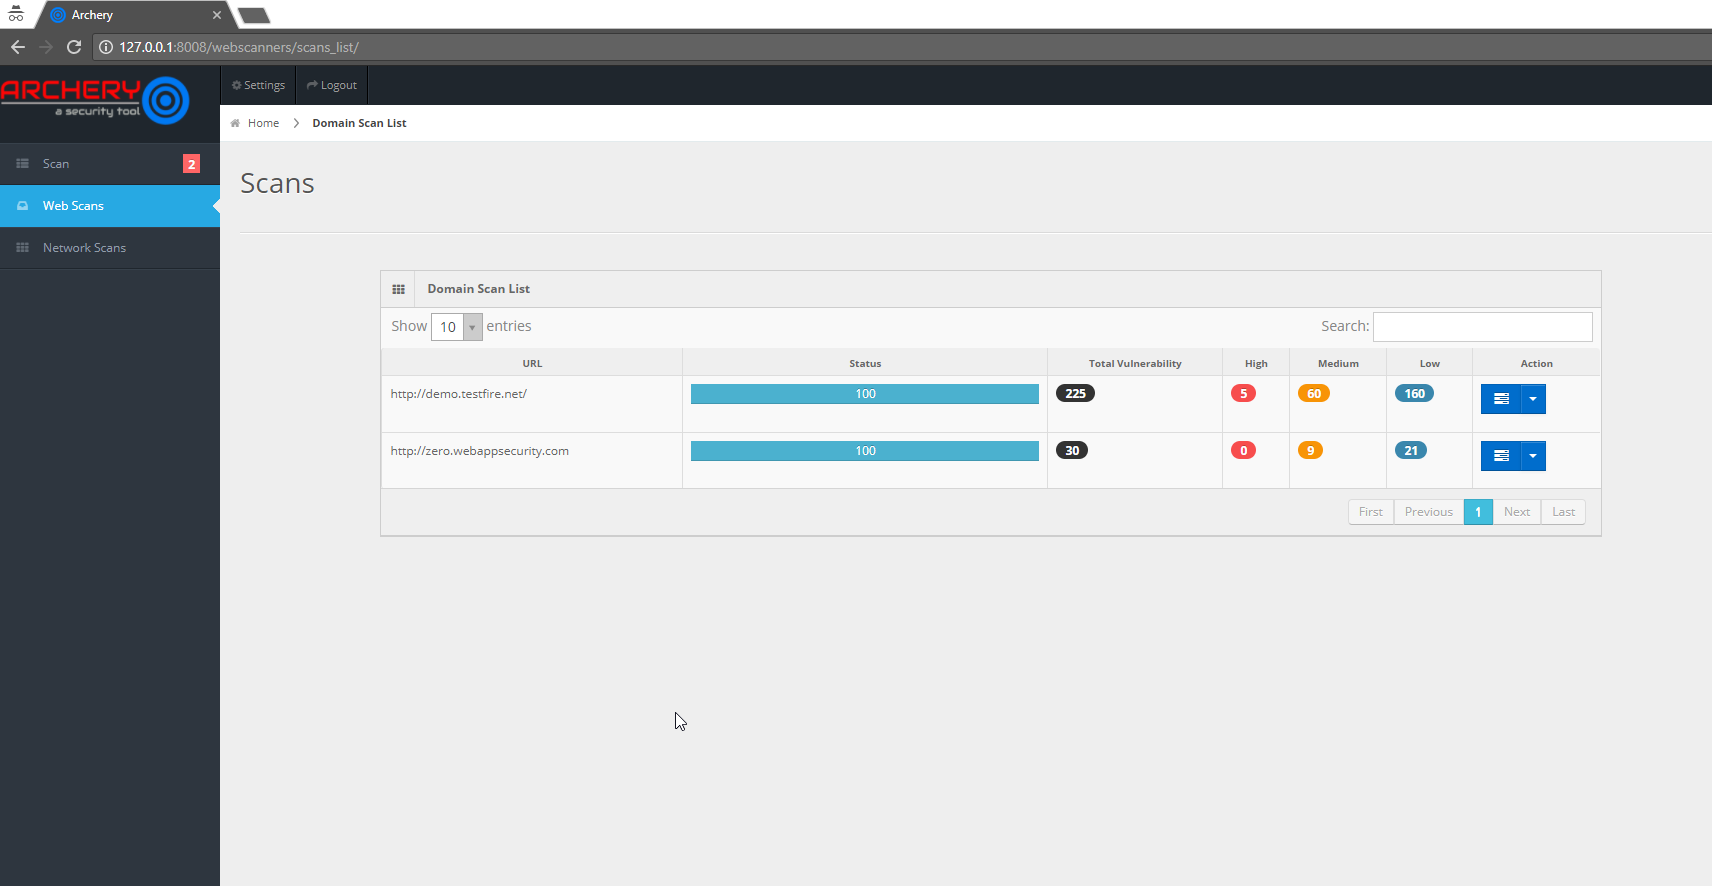 Archery
127.0.0.1:8008/webscanners/scans_list/
ARCHERY
a security tool
Settings
Logout
Home
Domain Scan List
Scan
2
Web Scans
Network Scans
Scans
Domain Scan List
Show 10 entries
Search:
URL Status Total Vulnerability High Medium Low Action
http://demo.testfire.net/ 100 225 5 60 160
http://zero.webappsecurity.com 100 30 0 9 21
First Previous 1 Next Last